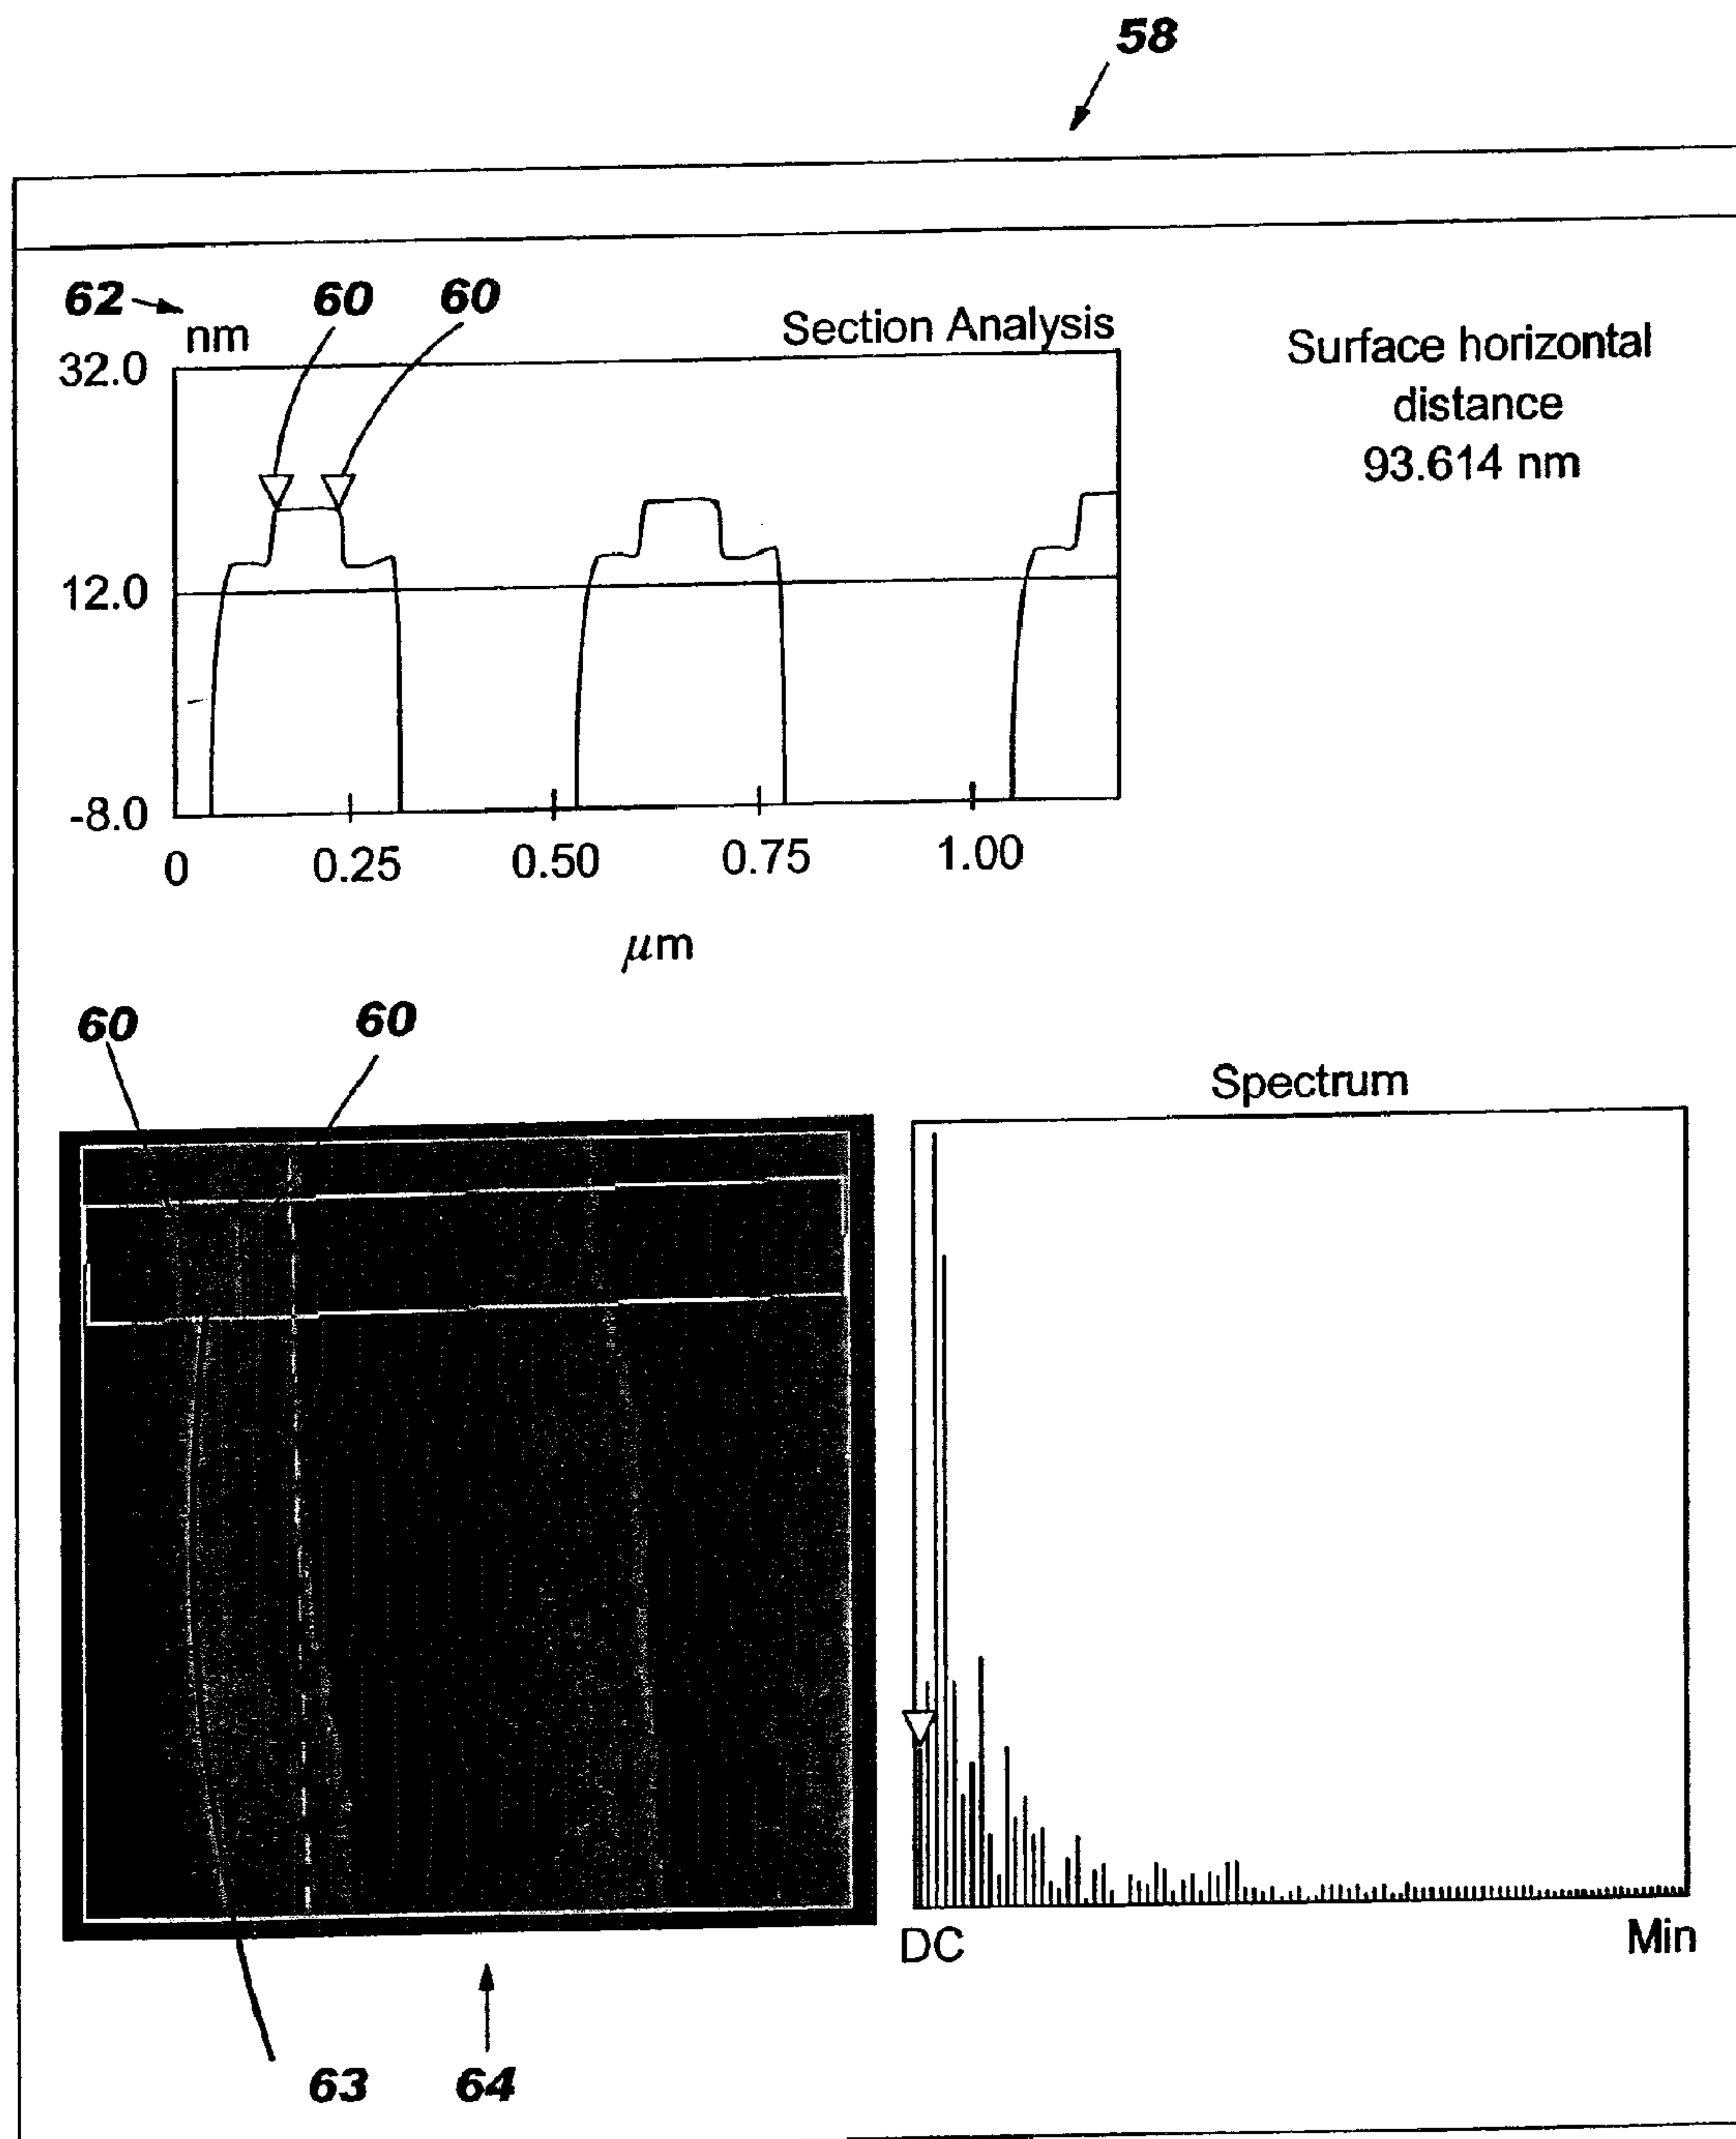 58
62
60
60
nm
Section Analysis
Surface horizontal
distance
93.614 nm
32.0
12.0
-8.0
0
0.25
0.50
0.75
1.00
μm
60
60
Spectrum
DC
Min
63
64